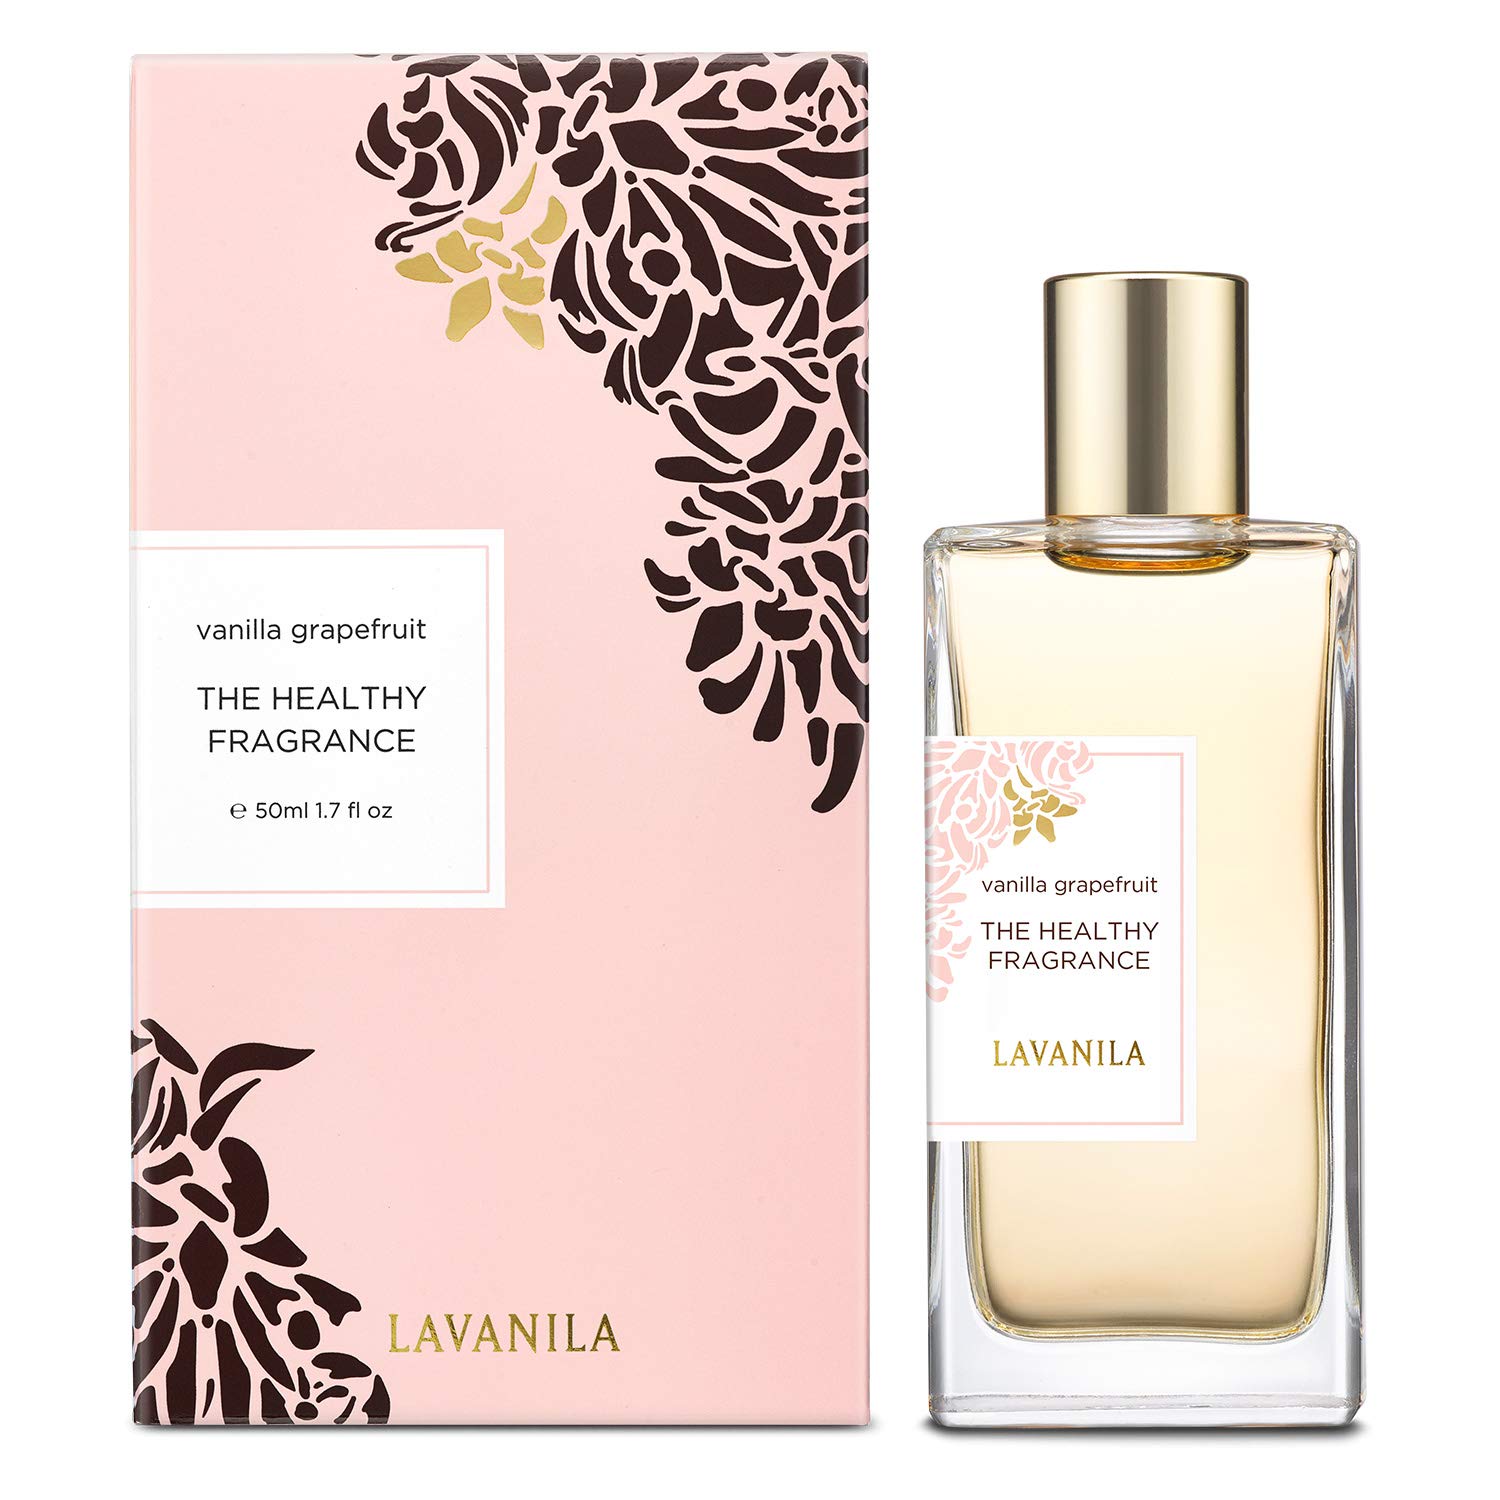 vanilla grapefruit
THE HEALTHY
FRAGRANCE
℮ 50ml 1.7 fl oz
LAVANILA
vanilla grapefruit
THE HEALTHY
FRAGRANCE
LAVANILA